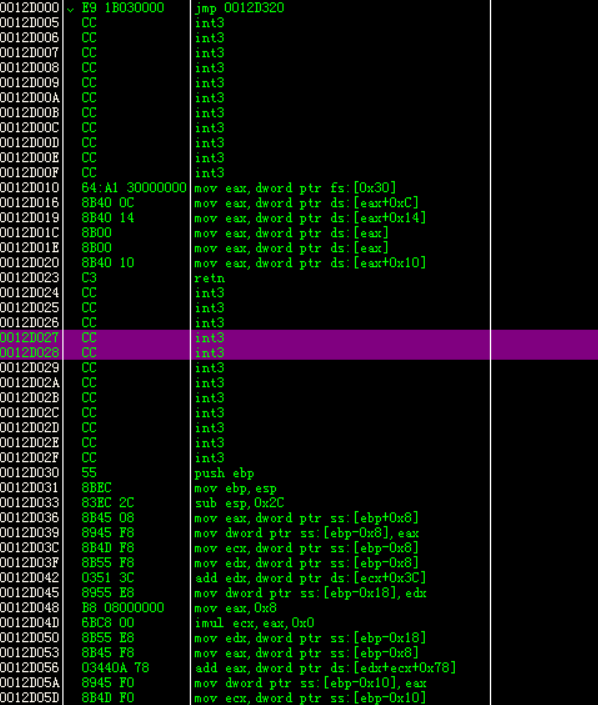 0012D000 ⌄ E9 1B030000 jmp 0012D320
0012D005 CC int3
0012D006 CC int3
0012D007 CC int3
0012D008 CC int3
0012D009 CC int3
0012D00A CC int3
0012D00B CC int3
0012D00C CC int3
0012D00D CC int3
0012D00E CC int3
0012D00F CC int3
0012D010 64:A1 30000000 mov eax,dword ptr fs:[0x30]
0012D016 8B40 0C mov eax,dword ptr ds:[eax+0xC]
0012D019 8B40 14 mov eax,dword ptr ds:[eax+0x14]
0012D01C 8B00 mov eax,dword ptr ds:[eax]
0012D01E 8B00 mov eax,dword ptr ds:[eax]
0012D020 8B40 10 mov eax,dword ptr ds:[eax+0x10]
0012D023 C3 retn
0012D024 CC int3
0012D025 CC int3
0012D026 CC int3
0012D027 CC int3
0012D028 CC int3
0012D029 CC int3
0012D02A CC int3
0012D02B CC int3
0012D02C CC int3
0012D02D CC int3
0012D02E CC int3
0012D02F CC int3
0012D030 55 push ebp
0012D031 8BEC mov ebp,esp
0012D033 83EC 2C sub esp,0x2C
0012D036 8B45 08 mov eax,dword ptr ss:[ebp+0x8]
0012D039 8945 F8 mov dword ptr ss:[ebp-0x8],eax
0012D03C 8B4D F8 mov ecx,dword ptr ss:[ebp-0x8]
0012D03F 8B55 F8 mov edx,dword ptr ss:[ebp-0x8]
0012D042 0351 3C add edx,dword ptr ds:[ecx+0x3C]
0012D045 8955 E8 mov dword ptr ss:[ebp-0x18],edx
0012D048 B8 08000000 mov eax,0x8
0012D04D 6BC8 00 imul ecx,eax,0x0
0012D050 8B55 E8 mov edx,dword ptr ss:[ebp-0x18]
0012D053 8B45 F8 mov eax,dword ptr ss:[ebp-0x8]
0012D056 03440A 78 add eax,dword ptr ds:[edx+ecx+0x78]
0012D05A 8945 F0 mov dword ptr ss:[ebp-0x10],eax
0012D05D 8B4D F0 mov ecx,dword ptr ss:[ebp-0x10]